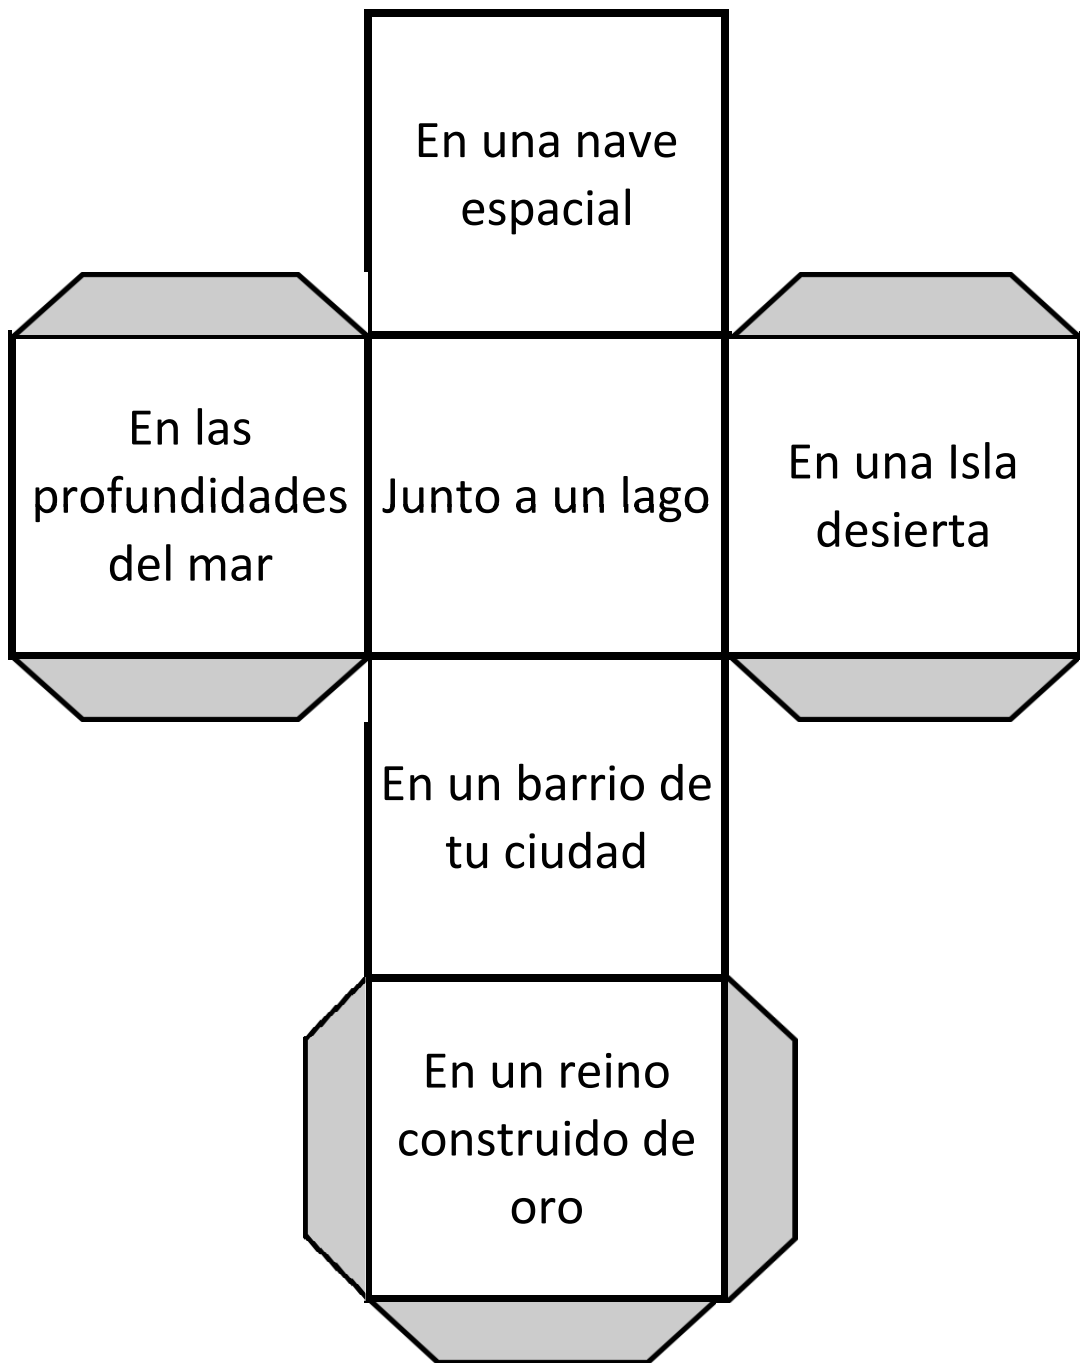 En una nave
espacial
En las
profundidades
del mar
Junto a un lago
En una Isla
desierta
En un barrio de
tu ciudad
En un reino
construido de
oro